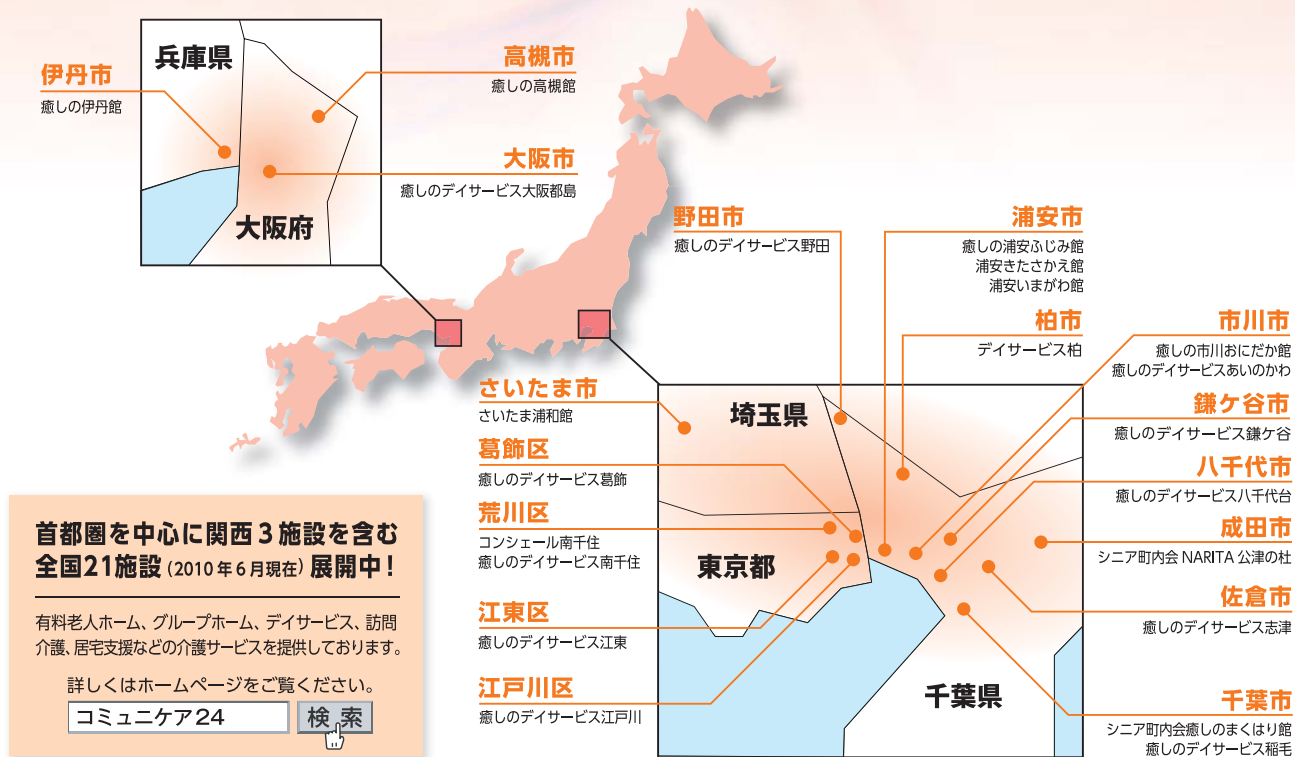 兵庫県
伊丹市
癒しの伊丹館
高槻市
癒しの高槻館
大阪市
癒しのデイサービス大阪都島
大阪府
野田市
癒しのデイサービス野田
浦安市
癒しの浦安ふじみ館
浦安きたさかえ館
浦安いまがわ館
柏市
デイサービス柏
市川市
癒しの市川おにだか館
癒しのデイサービスあいのかわ
鎌ケ谷市
癒しのデイサービス鎌ケ谷
八千代市
癒しのデイサービス八千代台
成田市
シニア町内会 NARITA 公津の杜
佐倉市
癒しのデイサービス志津
千葉市
シニア町内会癒しのまくはり館
癒しのデイサービス稲毛
さいたま市
さいたま浦和館
葛飾区
癒しのデイサービス葛飾
荒川区
コンシェール南千住
癒しのデイサービス南千住
江東区
癒しのデイサービス江東
江戸川区
癒しのデイサービス江戸川
埼玉県
東京都
千葉県
首都圏を中心に関西3施設を含む
全国21施設(2010年6月現在)展開中!
有料老人ホーム、グループホーム、デイサービス、訪問
介護、居宅支援などの介護サービスを提供しております。
詳しくはホームページをご覧ください。
コミュニケア24 検索